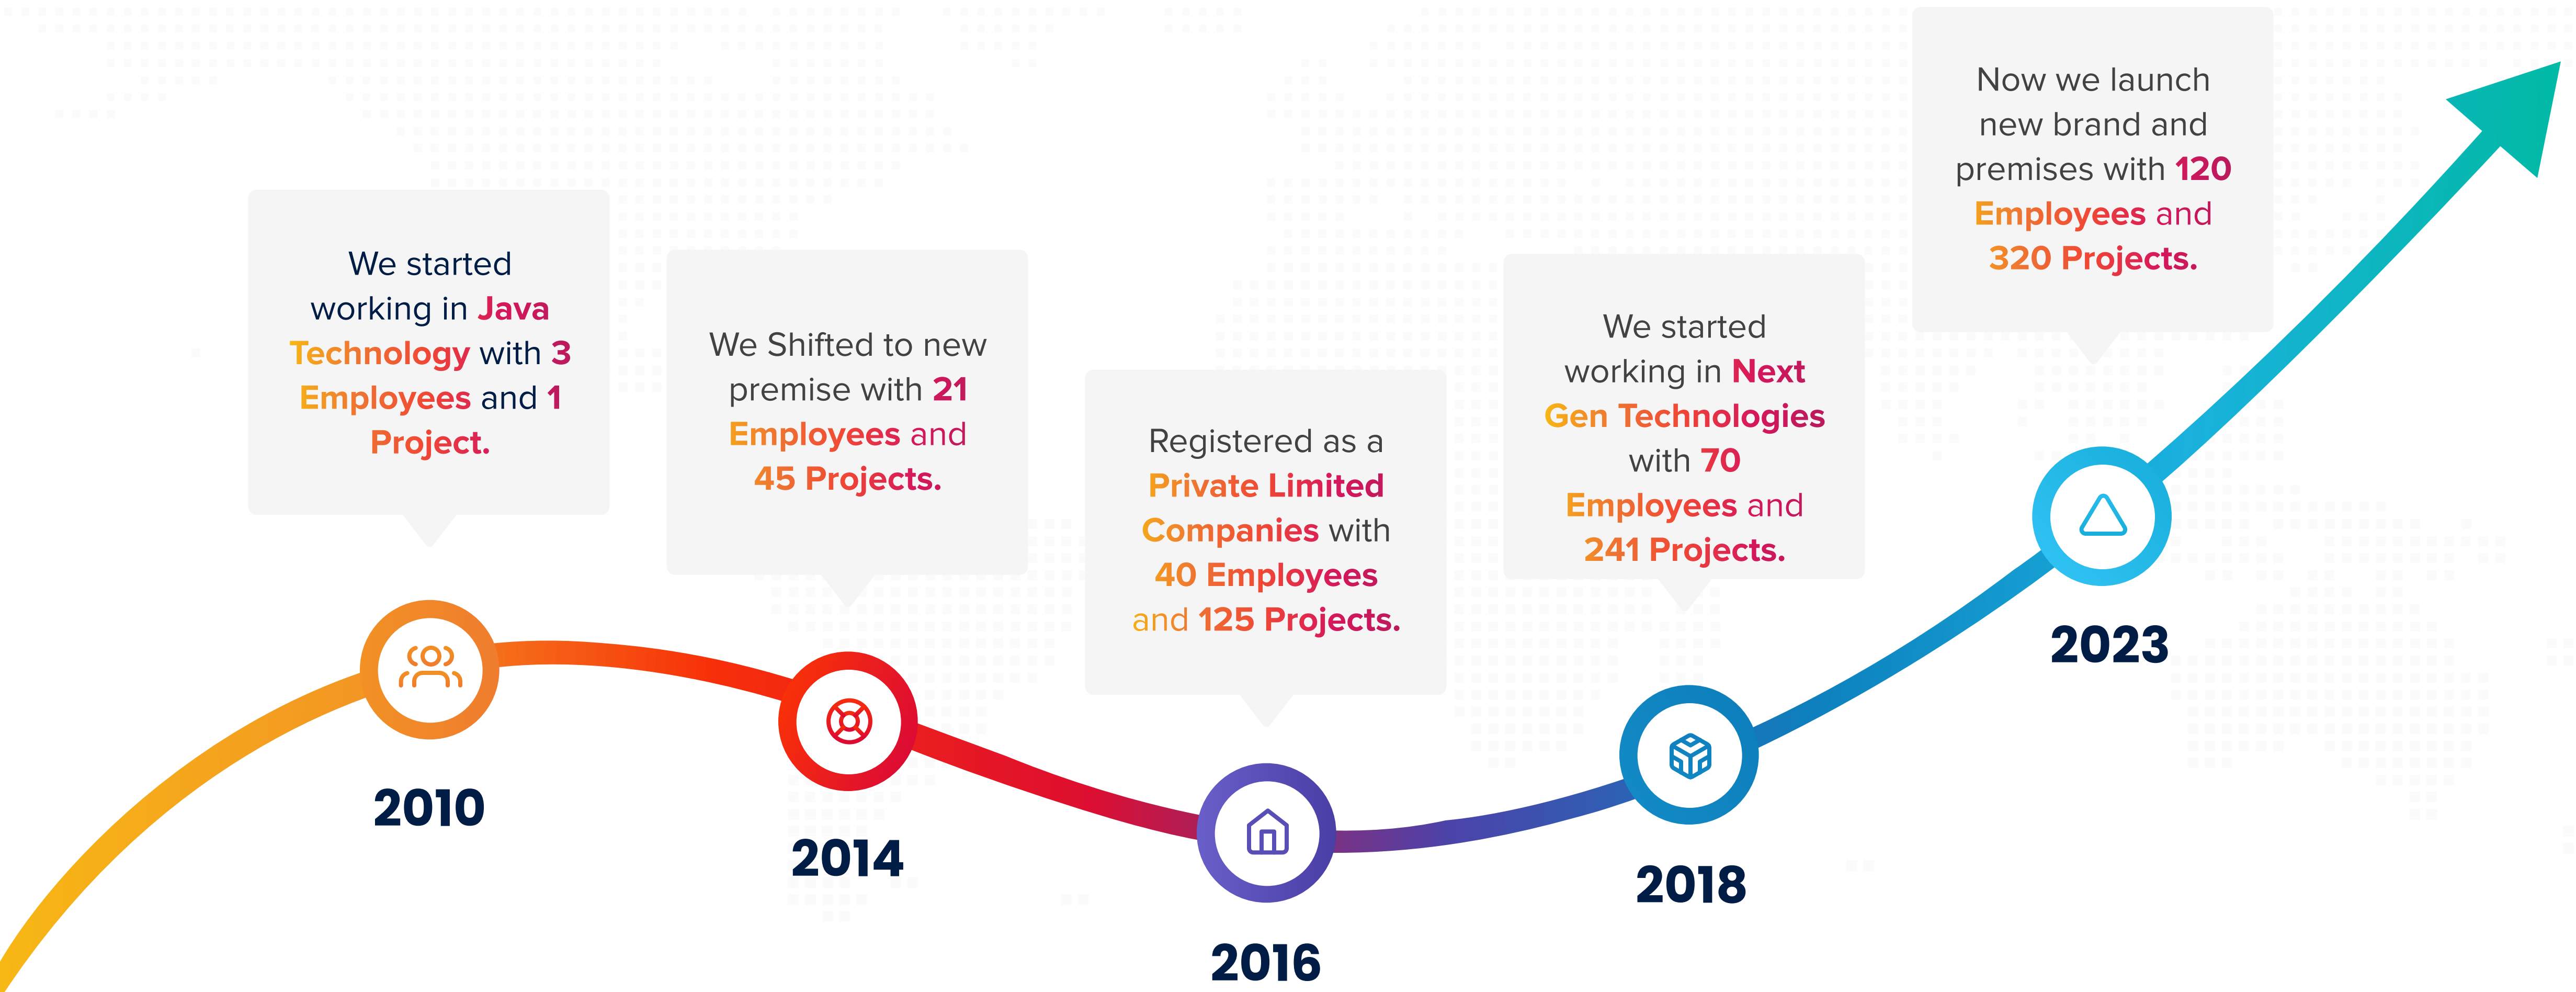 We started
working in Java
Technology with 3
Employees and 1
Project.
2010
We Shifted to new
premise with 21
Employees and
45 Projects.
2014
Registered as a
Private Limited
Companies with
40 Employees
and 125 Projects.
2016
We started
working in Next
Gen Technologies
with 70
Employees and
241 Projects.
2018
Now we launch
new brand and
premises with 120
Employees and
320 Projects.
2023